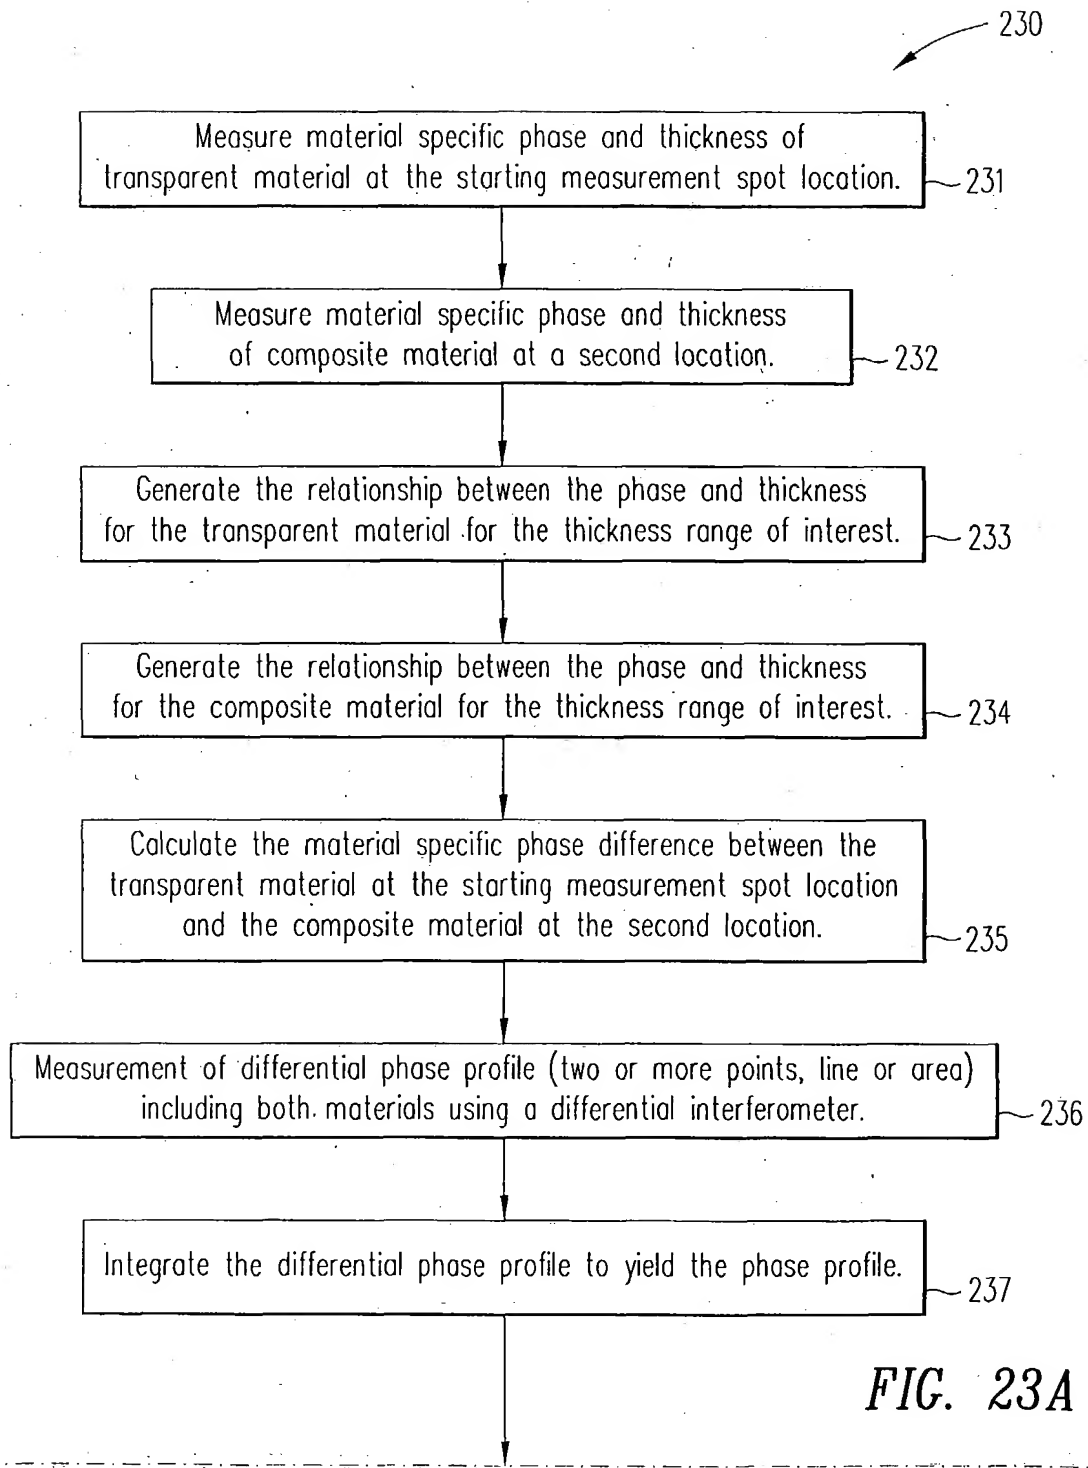 230
Measure material specific phase and thickness of
transparent material at the starting measurement spot location.
231
Measure material specific phase and thickness
of composite material at a second location.
232
Generate the relationship between the phase and thickness
for the transparent material for the thickness range of interest.
233
Generate the relationship between the phase and thickness
for the composite material for the thickness range of interest.
234
Calculate the material specific phase difference between the
transparent material at the starting measurement spot location
and the composite material at the second location.
235
Measurement of differential phase profile (two or more points, line or area)
including both materials using a differential interferometer.
236
Integrate the differential phase profile to yield the phase profile.
237
FIG. 23A